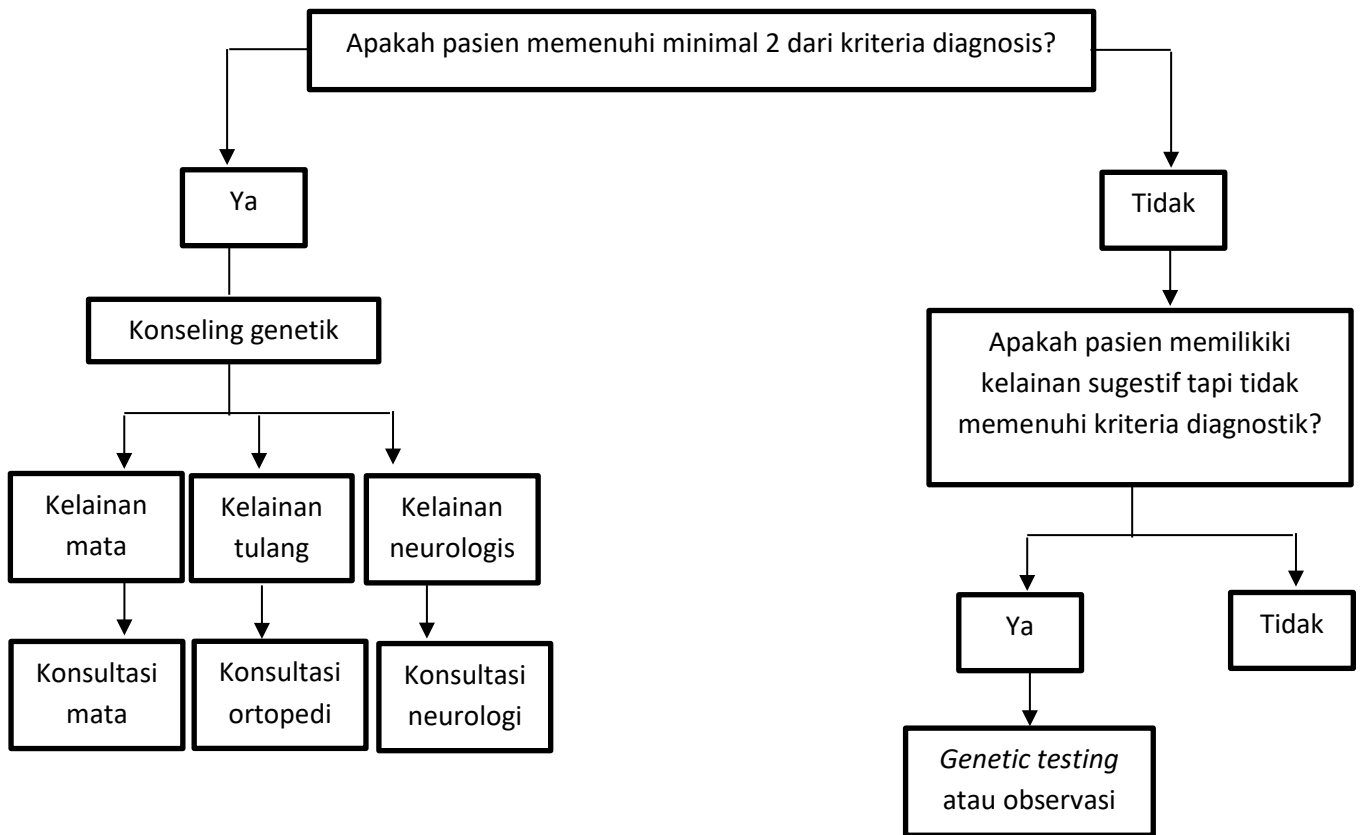 Apakah pasien memenuhi minimal 2 dari kriteria diagnosis?
Ya
Tidak
Konseling genetik
Apakah pasien memilikiki
kelainan sugestif tapi tidak
memenuhi kriteria diagnostik?
Kelainan
mata
Kelainan
tulang
Kelainan
neurologis
Ya
Tidak
Konsultasi
mata
Konsultasi
ortopedi
Konsultasi
neurologi
Genetic testing
atau observasi